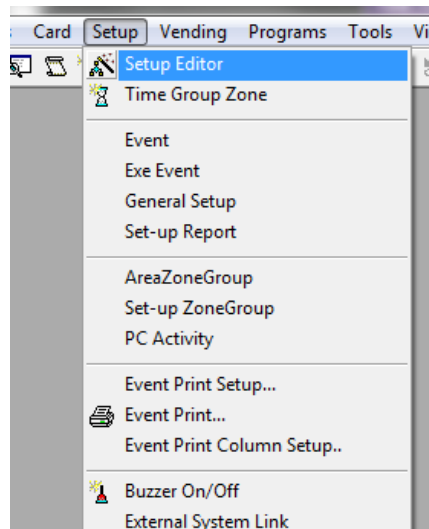 Card Setup Vending Programs Tools
Setup Editor
Time Group Zone
Event
Exe Event
General Setup
Set-up Report
AreaZoneGroup
Set-up ZoneGroup
PC Activity
Event Print Setup...
Event Print...
Event Print Column Setup..
Buzzer On/Off
External System Link